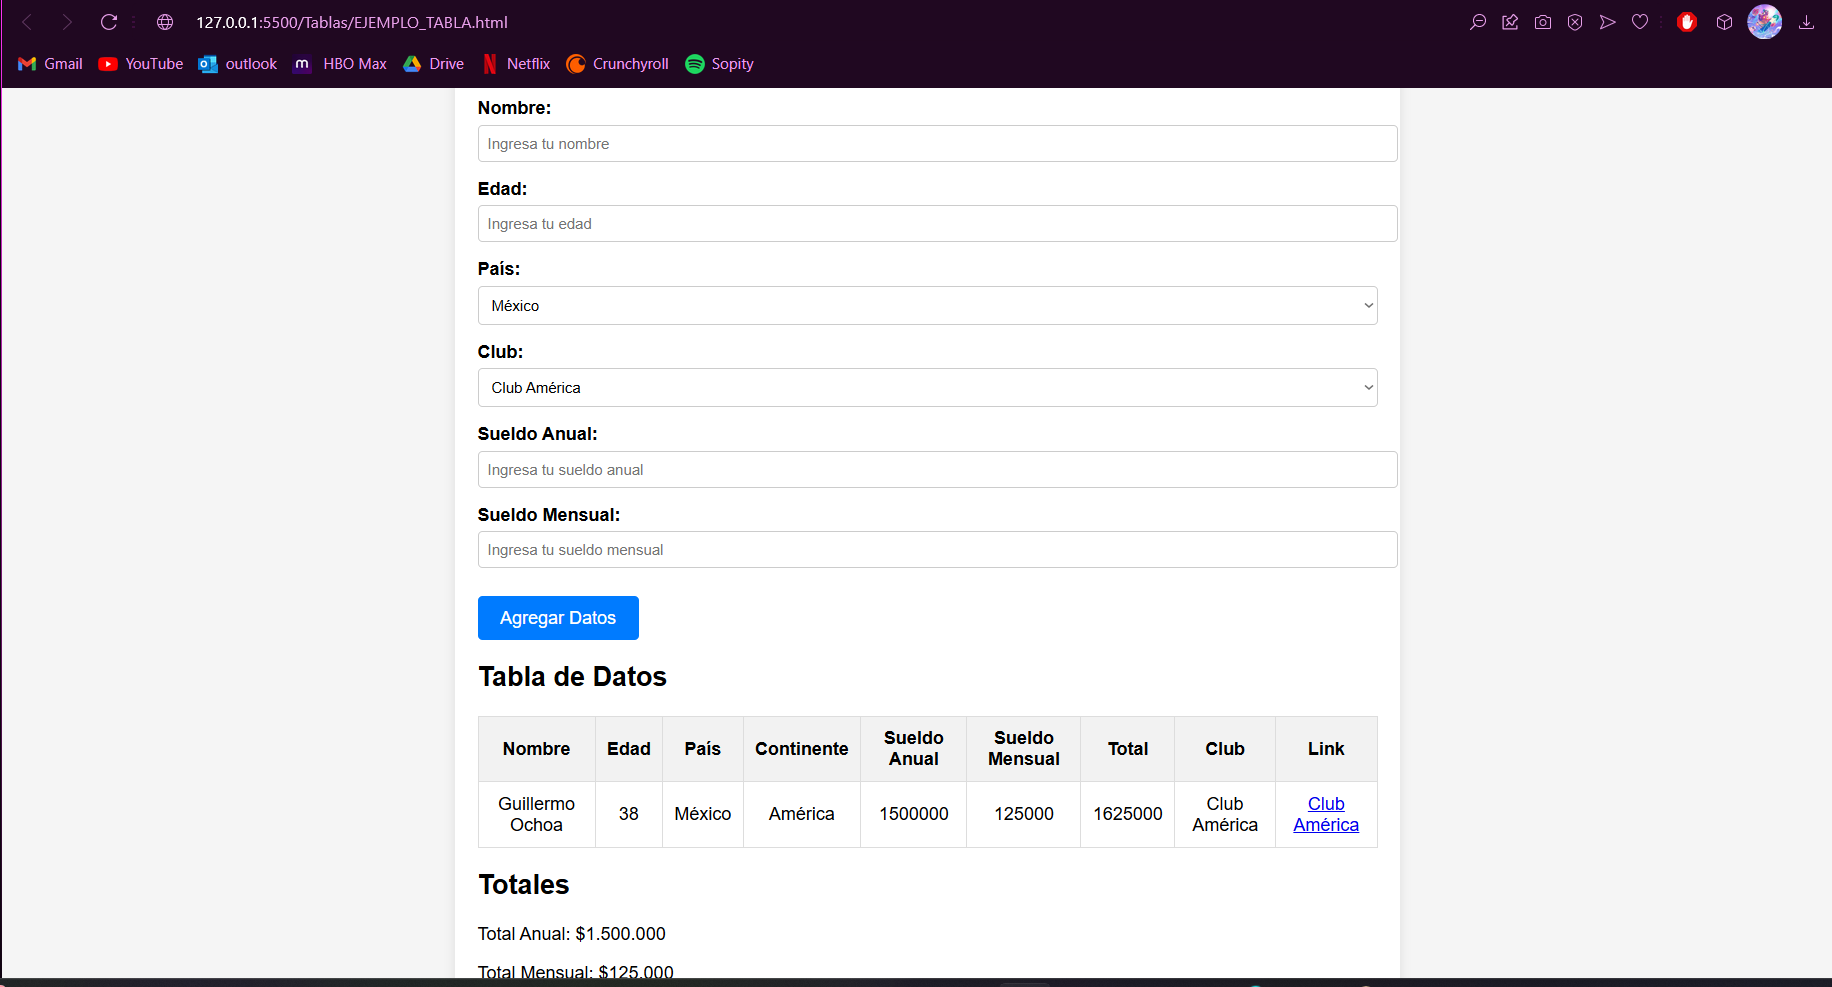 127.0.0.1:5500/Tablas/EJEMPLO_TABLA.html
Gmail YouTube outlook HBO Max Drive Netflix Crunchyroll Sopity
Nombre:
Ingresa tu nombre
Edad:
Ingresa tu edad
País:
México
Club:
Club América
Sueldo Anual:
Ingresa tu sueldo anual
Sueldo Mensual:
Ingresa tu sueldo mensual
Agregar Datos
Tabla de Datos
Nombre Edad País Continente Sueldo Anual Sueldo Mensual Total Club Link
Guillermo Ochoa 38 México América 1500000 125000 1625000 Club América Club América
Totales
Total Anual: $1.500.000
Total Mensual: $125.000